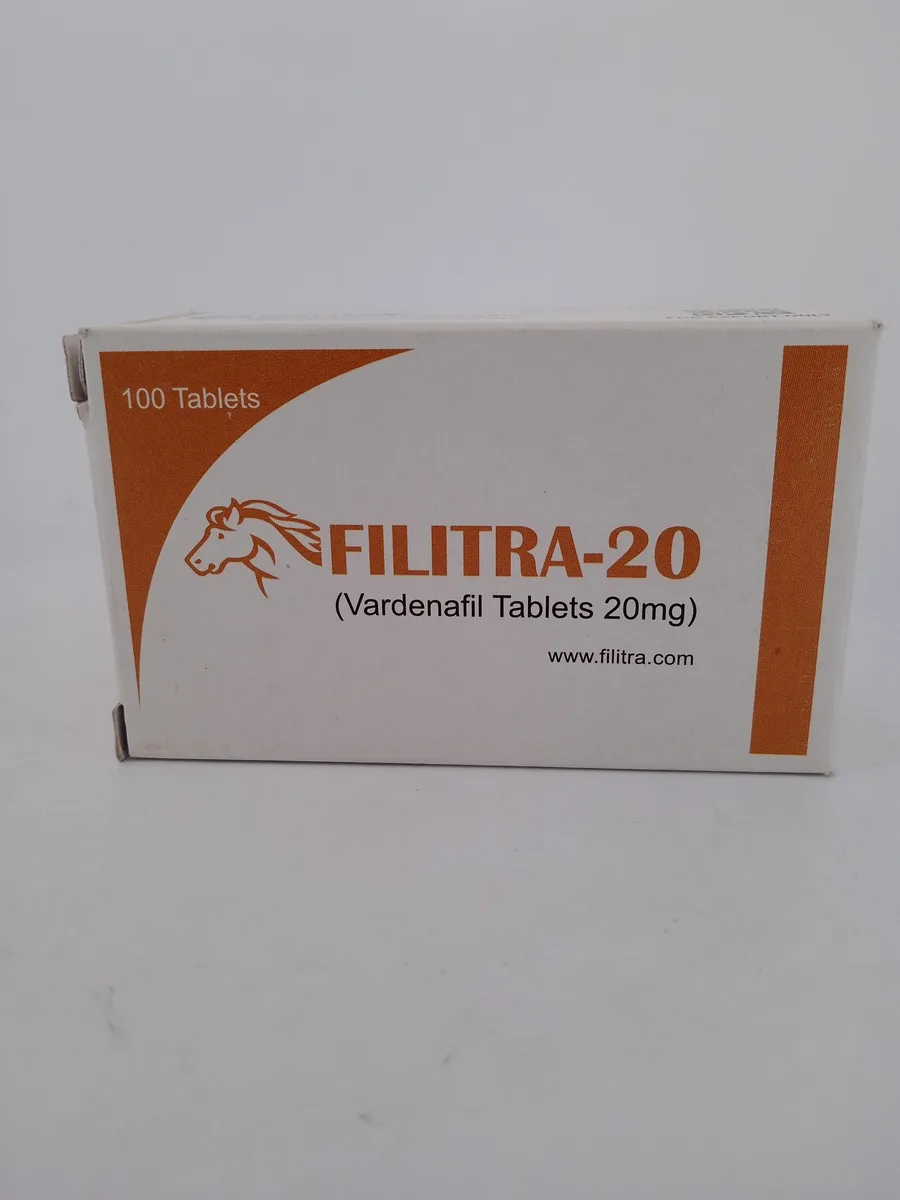 100 Tablets
FILITRA-20
(Vardenafil Tablets 20mg)
www.filitra.com